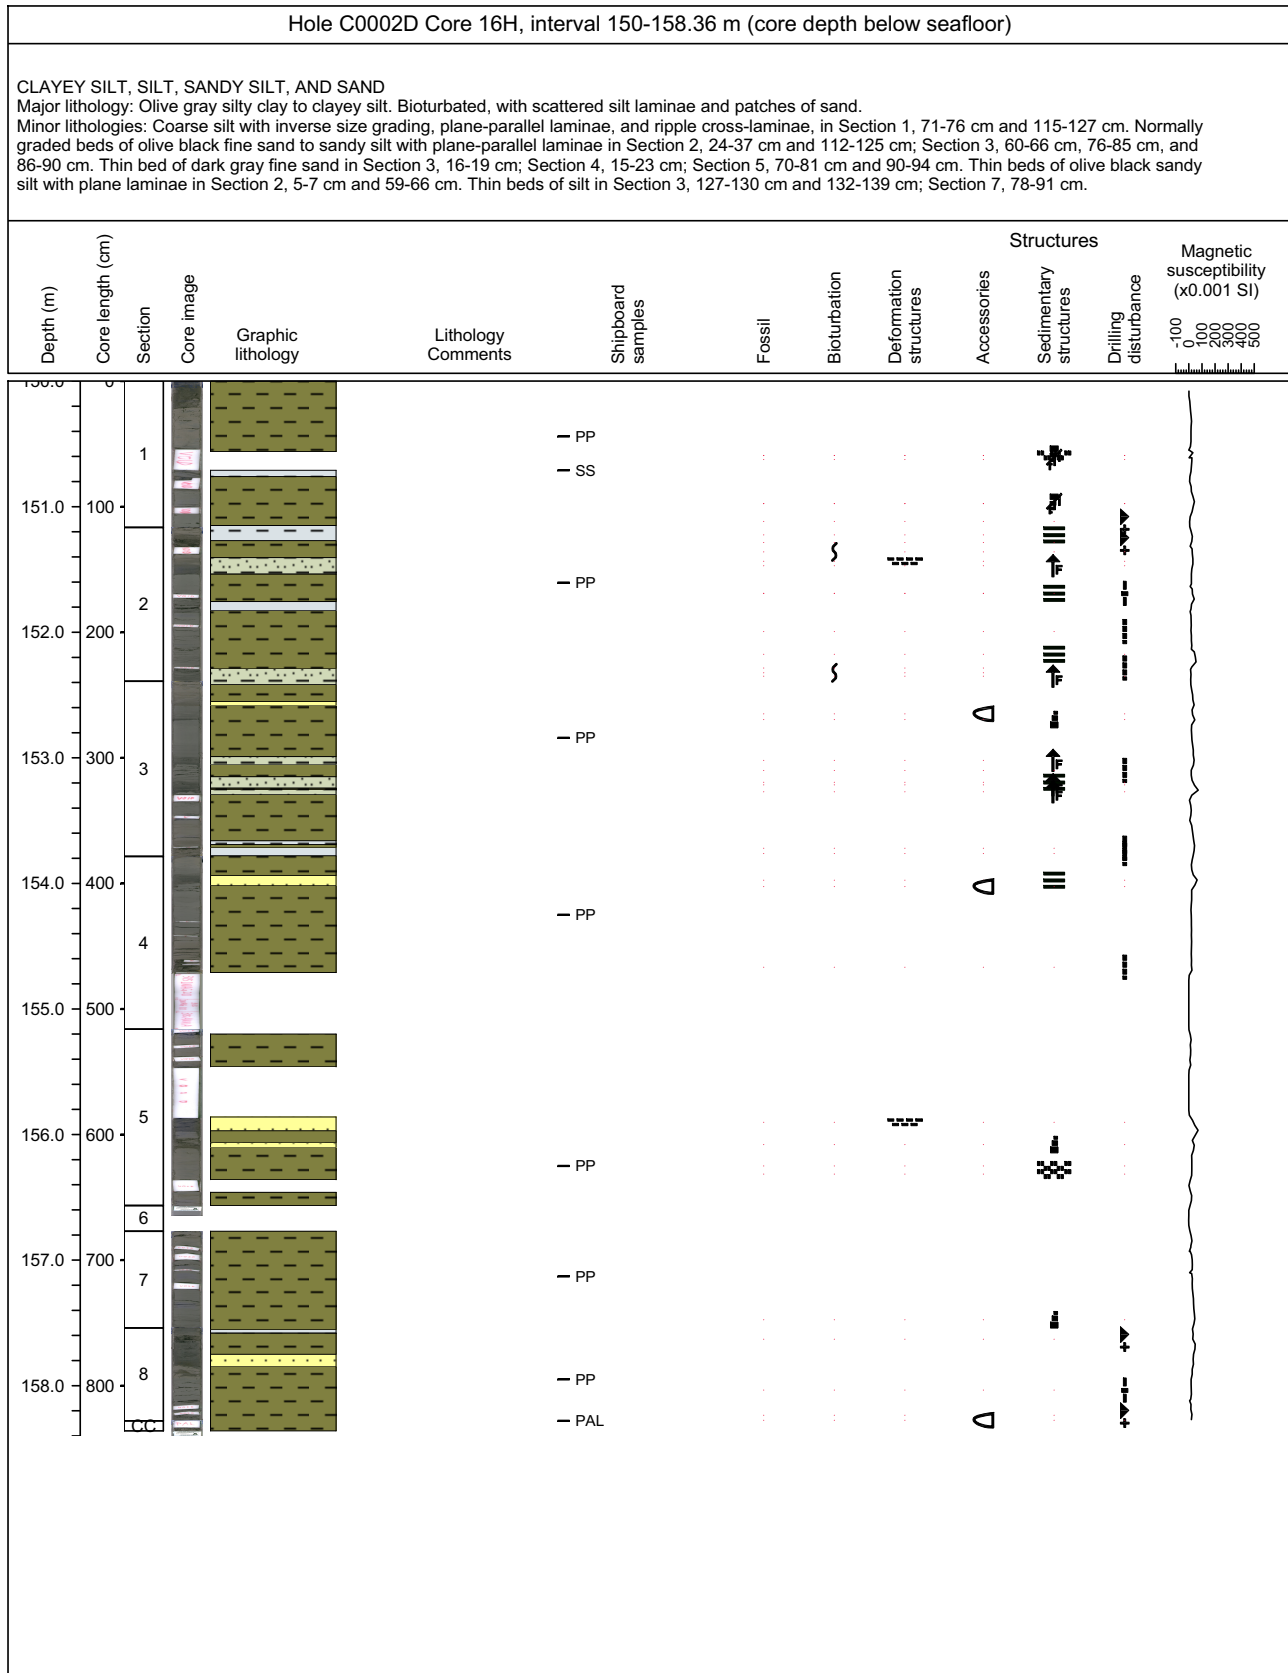 Hole C0002D Core 16H, interval 150-158.36 m (core depth below seafloor)
CLAYEY SILT, SILT, SANDY SILT, AND SAND
Major lithology: Olive gray silty clay to clayey silt. Bioturbated, with scattered silt laminae and patches of sand.
Minor lithologies: Coarse silt with inverse size grading, plane-parallel laminae, and ripple cross-laminae, in Section 1, 71-76 cm and 115-127 cm. Normally
graded beds of olive black fine sand to sandy silt with plane-parallel laminae in Section 2, 24-37 cm and 112-125 cm; Section 3, 60-66 cm, 76-85 cm, and
86-90 cm. Thin bed of dark gray fine sand in Section 3, 16-19 cm; Section 4, 15-23 cm; Section 5, 70-81 cm and 90-94 cm. Thin beds of olive black sandy
silt with plane laminae in Section 2, 5-7 cm and 59-66 cm. Thin beds of silt in Section 3, 127-130 cm and 132-139 cm; Section 7, 78-91 cm.
Structures
Depth (m)
Core length (cm)
Section
Core image
Graphic
lithology
Lithology
Comments
Shipboard
samples
Fossil
Bioturbation
Deformation
structures
Accessories
Sedimentary
structures
Drilling
disturbance
Magnetic
susceptibility
(x0.001 SI)
-100
0
100
200
300
400
500
150.0 0
PP
1
SS
151.0 100
PP
2
152.0 200
PP
153.0 300
3
154.0 400
PP
4
155.0 500
5
156.0 600
PP
6
157.0 700
PP
7
8
PP
158.0 800
PAL
CC